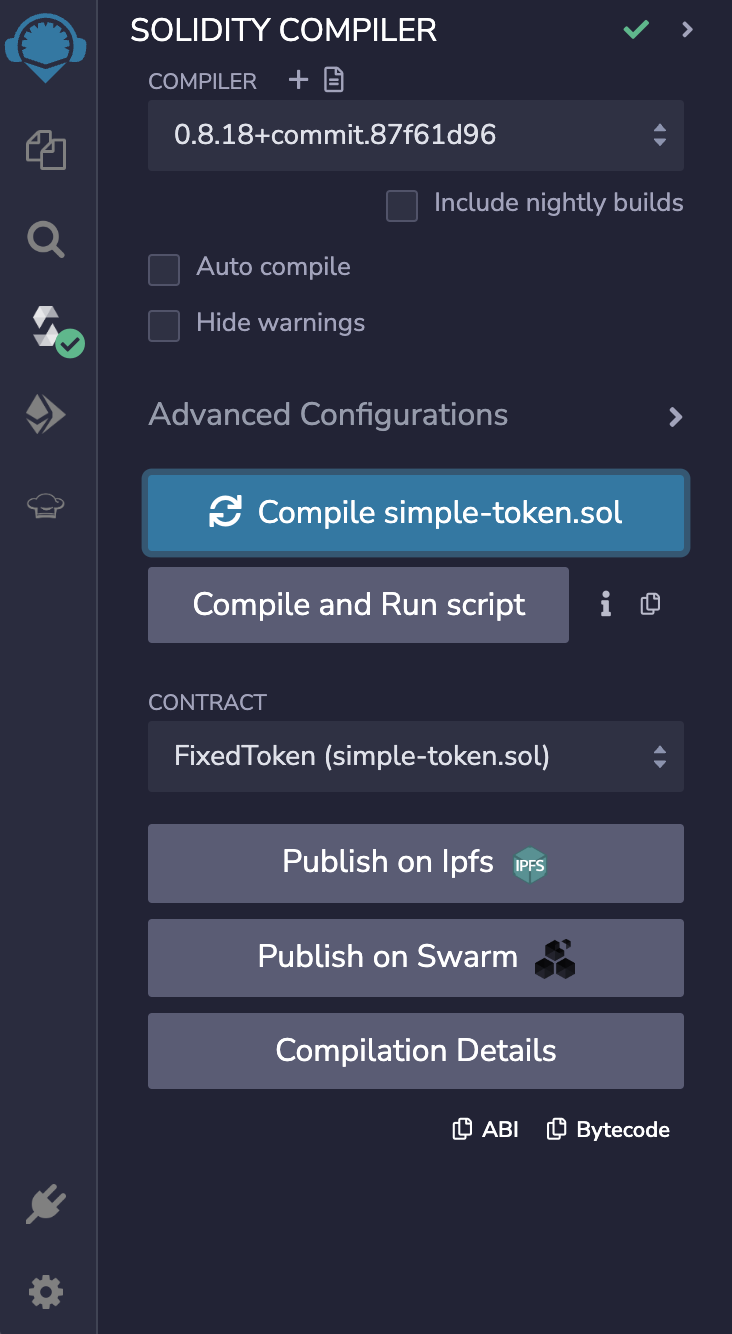 SOLIDITY COMPILER
COMPILER
0.8.18+commit.87f61d96
Include nightly builds
Auto compile
Hide warnings
Advanced Configurations
Compile simple-token.sol
Compile and Run script
CONTRACT
FixedToken (simple-token.sol)
Publish on Ipfs IPFS
Publish on Swarm
Compilation Details
ABI Bytecode